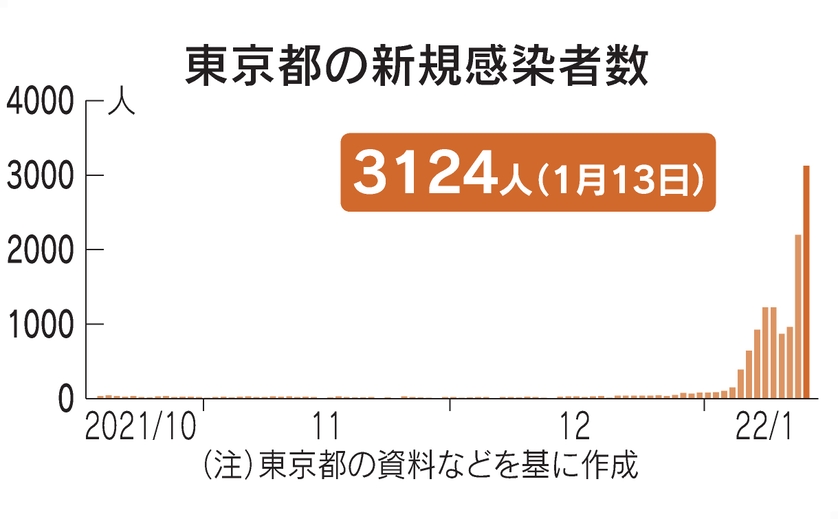 東京都の新規感染者数
4000 人
3124人(1月13日)
3000
2000
1000
0
2021/10 11 12 22/1
(注)東京都の資料などを基に作成